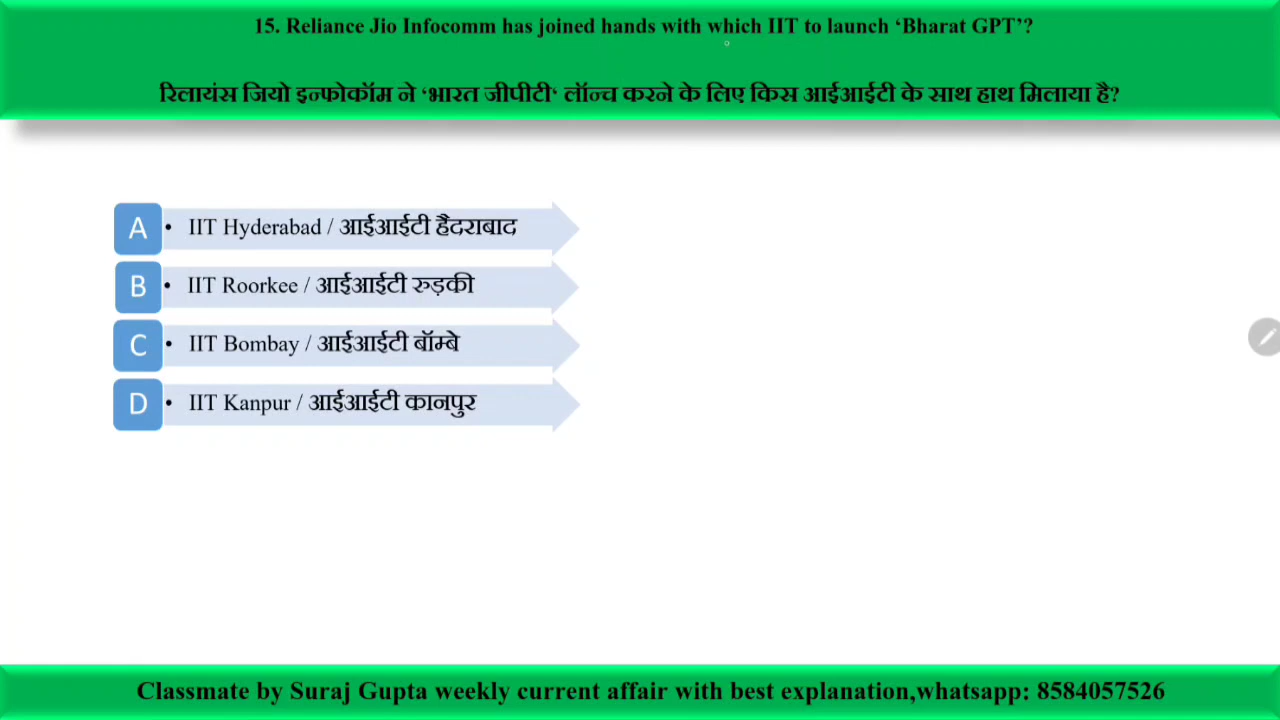 15. Reliance Jio Infocomm has joined hands with which IIT to launch ‘Bharat GPT’?
रिलायंस जियो इन्फोकॉम ने ‘भारत जीपीटी‘ लॉन्च करने के लिए किस आईआईटी के साथ हाथ मिलाया है?
A • IIT Hyderabad / आईआईटी हैदराबाद
B • IIT Roorkee / आईआईटी रुड़की
C • IIT Bombay / आईआईटी बॉम्बे
D • IIT Kanpur / आईआईटी कानपुर
Classmate by Suraj Gupta weekly current affair with best explanation,whatsapp: 8584057526